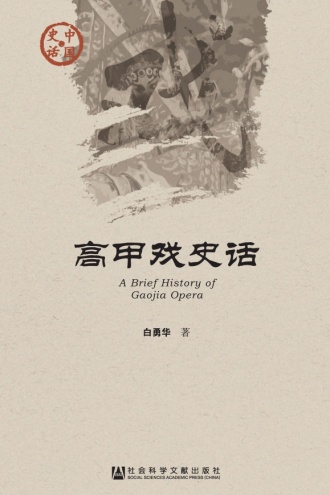 中国
史话
高甲戏史话
A Brief History of
Gaojia Opera
白勇华 著
社会科学文献出版社
SOCIAL SCIENCES ACADEMIC PRESS (CHINA)